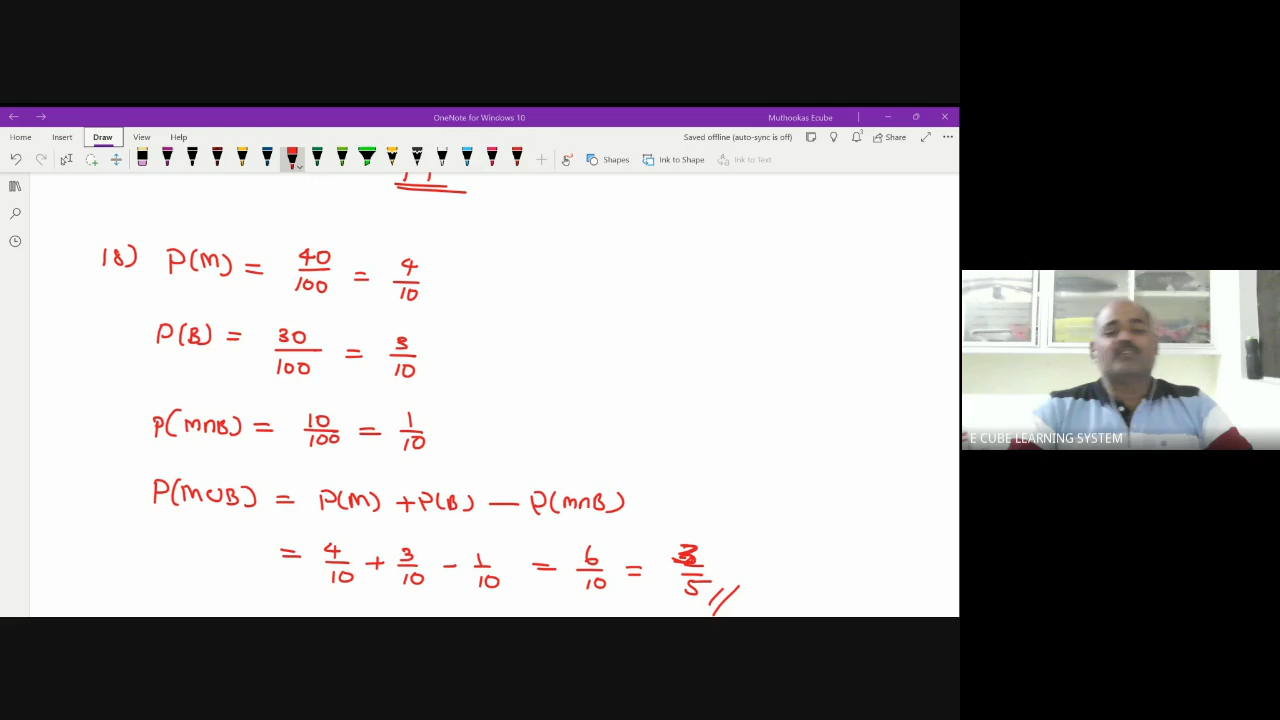 OneNote for Windows 10
Muthookas Ecube
Home Insert Draw View Help
Saved offline (auto-sync is off)
Share
Shapes
Ink to Shape
Ink to Text
18) P(M) = 40/100 = 4/10
P(B) = 30/100 = 3/10
P(M∩B) = 10/100 = 1/10
P(M∪B) = P(M) + P(B) − P(M∩B)
= 4/10 + 3/10 - 1/10 = 6/10 = 3/5 //
E CUBE LEARNING SYSTEM